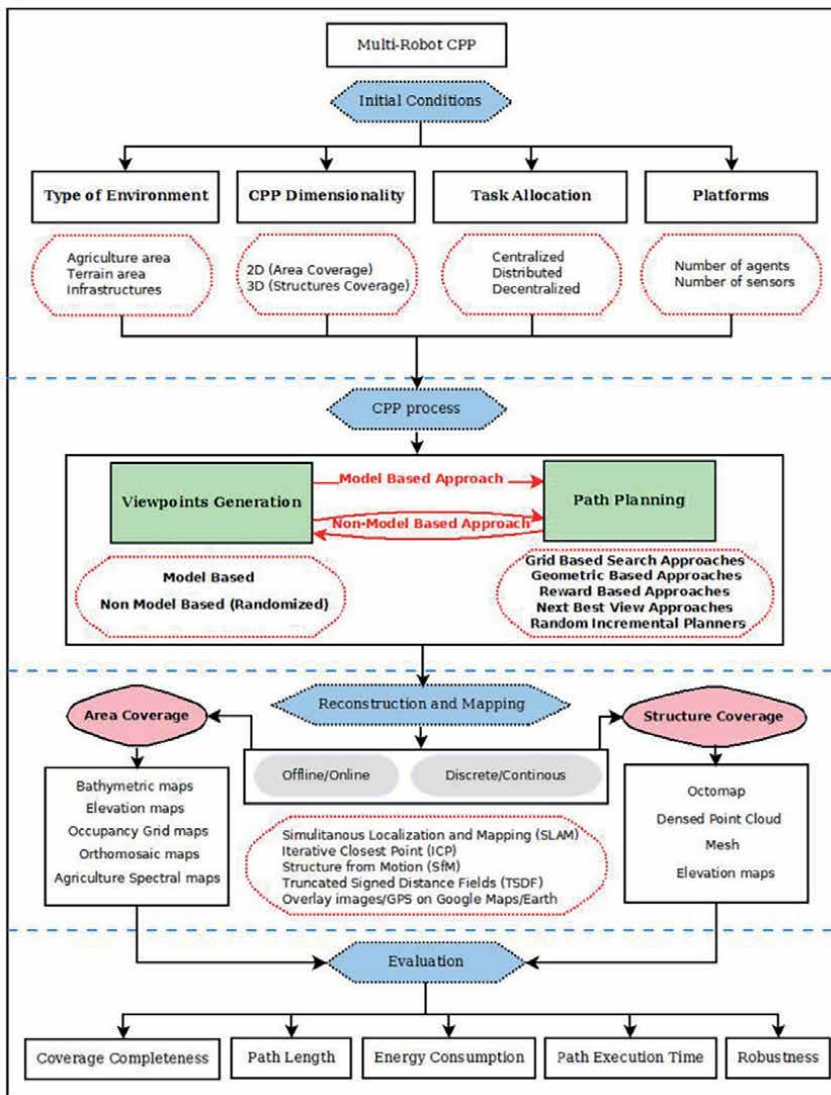 Multi-Robot CPP
Initial Conditions
Type of Environment
CPP Dimensionality
Task Allocation
Platforms
Agriculture area
Terrain area
Infrastructures
2D (Area Coverage)
3D (Structures Coverage)
Centralized
Distributed
Decentralized
Number of agents
Number of sensors
CPP process
Viewpoints Generation
Model Based Approach
Non-Model Based Approach
Path Planning
Model Based
Non Model Based (Randomized)
Grid Based Search Approaches
Geometric Based Approaches
Reward Based Approaches
Next Best View Approaches
Random Incremental Planners
Area Coverage
Reconstruction and Mapping
Structure Coverage
Offline/Online
Discrete/Continous
Bathymetric maps
Elevation maps
Occupancy Grid maps
Orthomosaic maps
Agriculture Spectral maps
Simulitanous Localization and Mapping (SLAM)
Iterative Closest Point (ICP)
Structure from Motion (SfM)
Truncated Signed Distance Fields (TSDF)
Overlay images/GPS on Google Maps/Earth
Octomap
Densed Point Cloud
Mesh
Elevation maps
Evaluation
Coverage Completeness
Path Length
Energy Consumption
Path Execution Time
Robustness